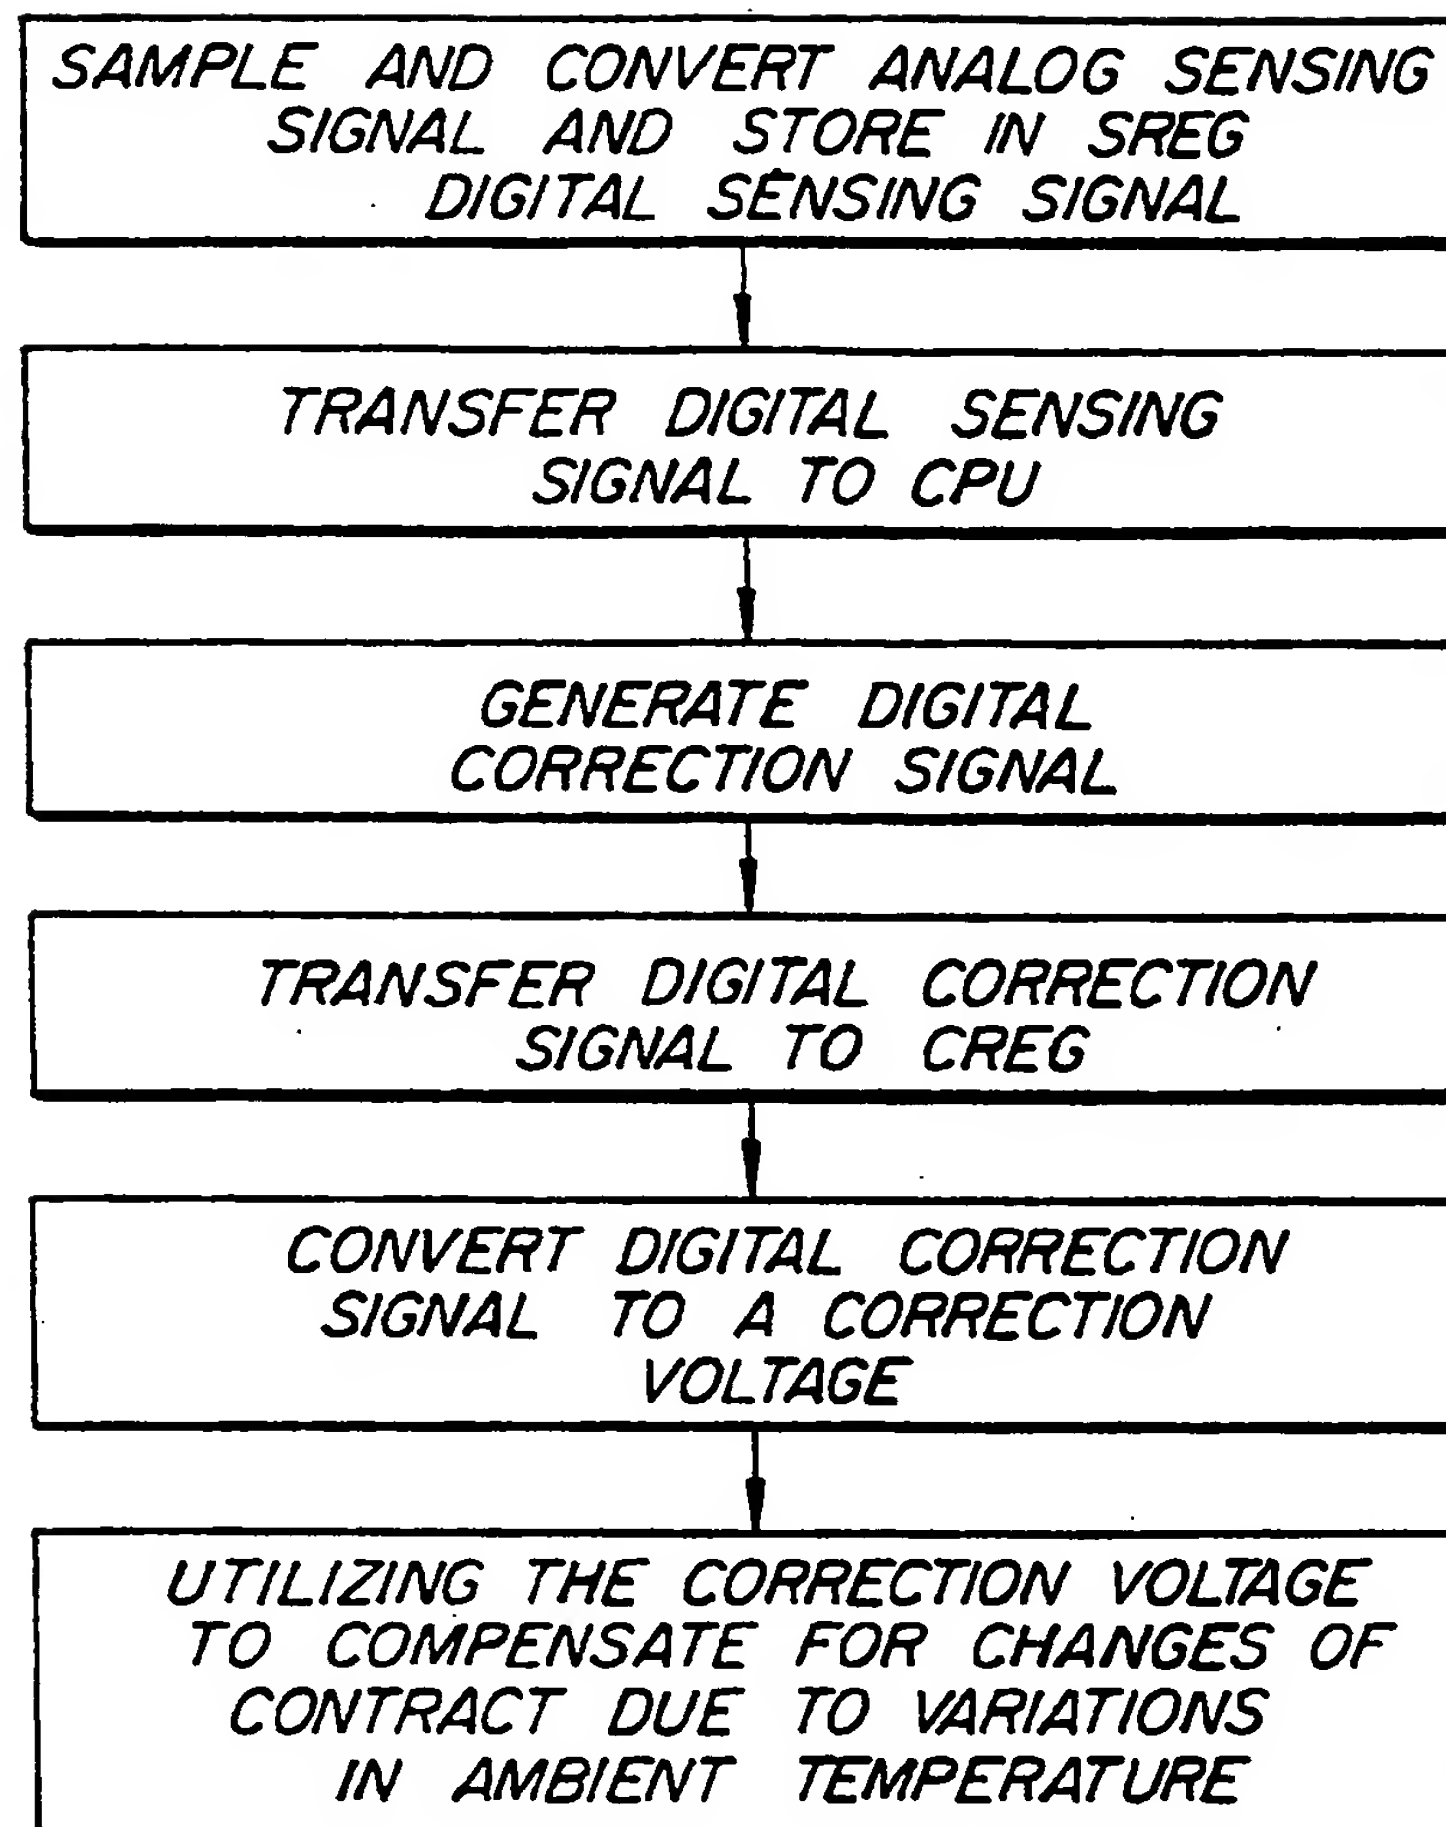 SAMPLE AND CONVERT ANALOG SENSING
SIGNAL AND STORE IN SREG
DIGITAL SENSING SIGNAL
TRANSFER DIGITAL SENSING
SIGNAL TO CPU
GENERATE DIGITAL
CORRECTION SIGNAL
TRANSFER DIGITAL CORRECTION
SIGNAL TO CREG
CONVERT DIGITAL CORRECTION
SIGNAL TO A CORRECTION
VOLTAGE
UTILIZING THE CORRECTION VOLTAGE
TO COMPENSATE FOR CHANGES OF
CONTRACT DUE TO VARIATIONS
IN AMBIENT TEMPERATURE